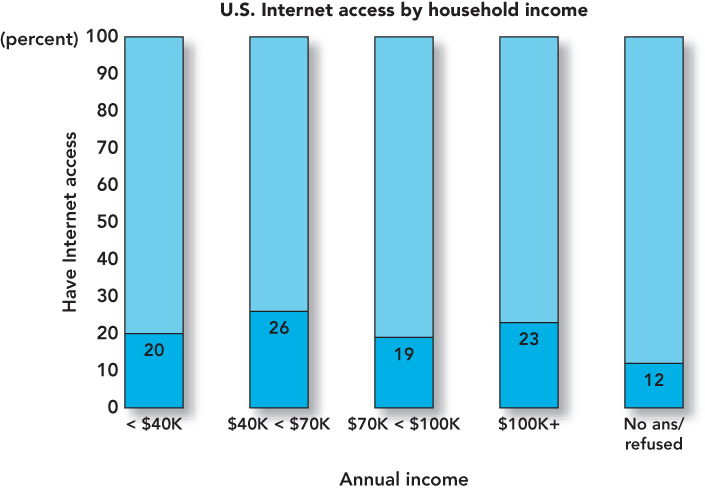 U.S. Internet access by household income
(percent)
100
90
80
70
60
50
40
30
20
10
0
Have Internet access
20
26
19
23
12
< $40K
$40K < $70K
$70K < $100K
$100K+
No ans/
refused
Annual income